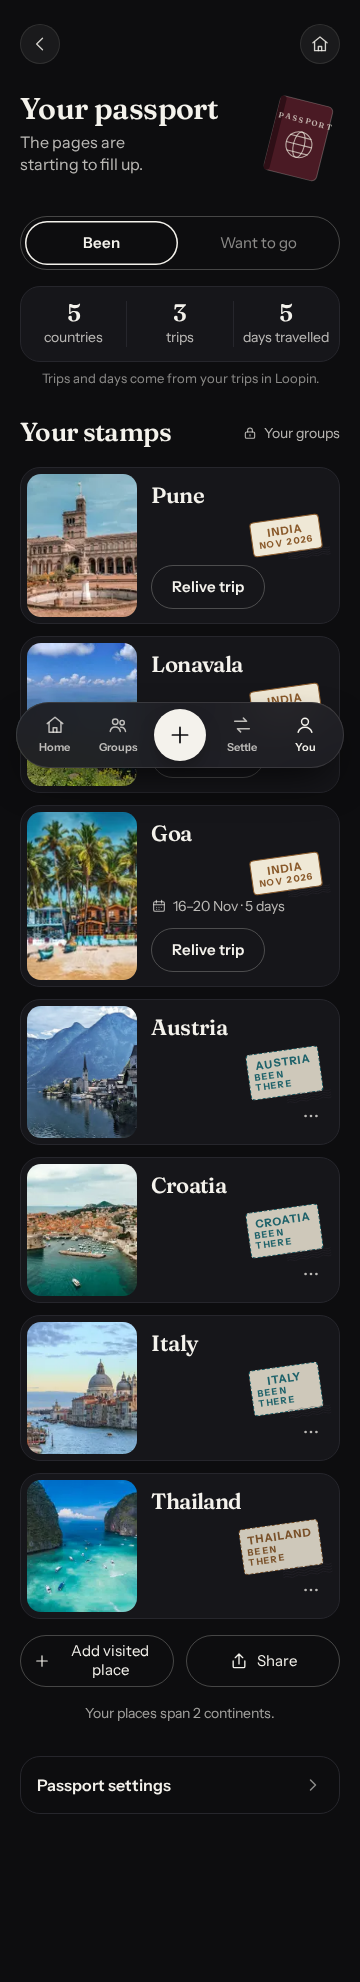 Your passport
The pages are
starting to fill up.
PASSPORT
Been
Want to go
5
countries
3
trips
5
days travelled
Trips and days come from your trips in Loopin.
Your stamps
Your groups
Pune
INDIA
NOV 2026
Relive trip
Lonavala
INDIA
Home
Groups
Settle
You
Goa
INDIA
NOV 2026
16–20 Nov · 5 days
Relive trip
Austria
AUSTRIA
BEEN
THERE
Croatia
CROATIA
BEEN
THERE
Italy
ITALY
BEEN
THERE
Thailand
THAILAND
BEEN
THERE
Add visited
place
Share
Your places span 2 continents.
Passport settings